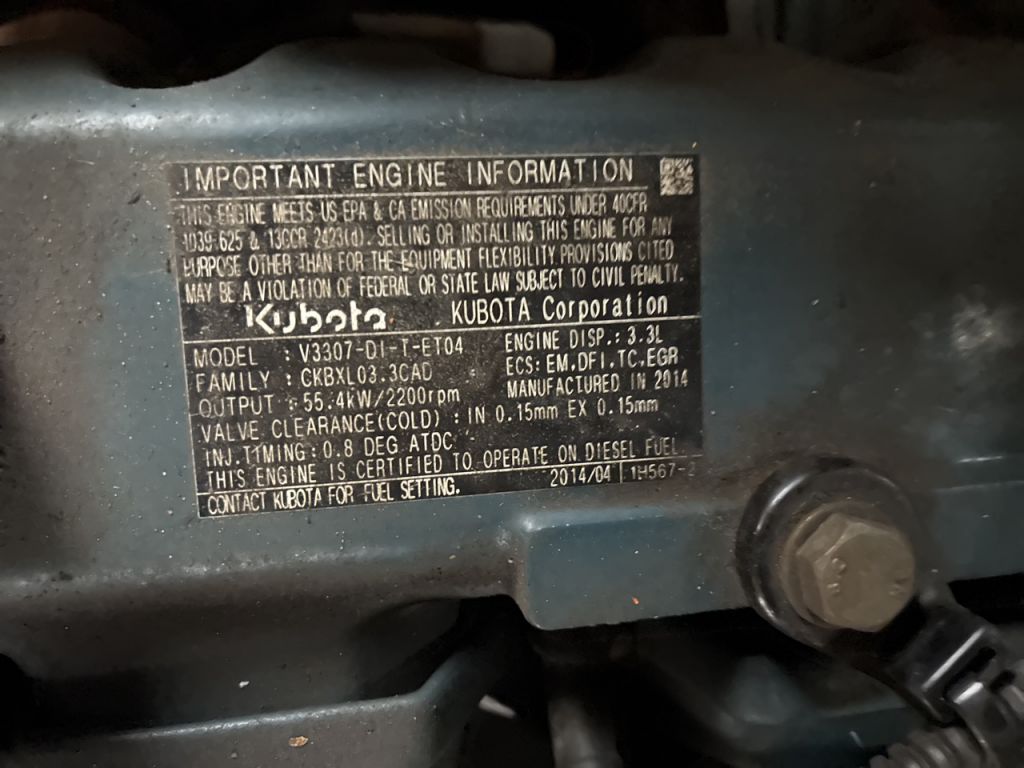 IMPORTANT ENGINE INFORMATION
THIS ENGINE MEETS US EPA & CA EMISSION REQUIREMENTS UNDER 40CFR
1039.625 & 13CCR 2423(d). SELLING OR INSTALLING THIS ENGINE FOR ANY
PURPOSE OTHER THAN FOR THE EQUIPMENT FLEXIBILITY PROVISIONS CITED
MAY BE A VIOLATION OF FEDERAL OR STATE LAW SUBJECT TO CIVIL PENALTY.
Kubota KUBOTA Corporation
MODEL : V3307-DI-T-ET04 ENGINE DISP.: 3.3L
FAMILY : CKBXL03.3CAD ECS: EM,DFI,TC,EGR
OUTPUT : 55.4kW/2200rpm MANUFACTURED IN 2014
VALVE CLEARANCE(COLD) : IN 0.15mm EX 0.15mm
INJ.TIMING: 0.8 DEG ATDC
THIS ENGINE IS CERTIFIED TO OPERATE ON DIESEL FUEL
CONTACT KUBOTA FOR FUEL SETTING. 2014/04 1H567-